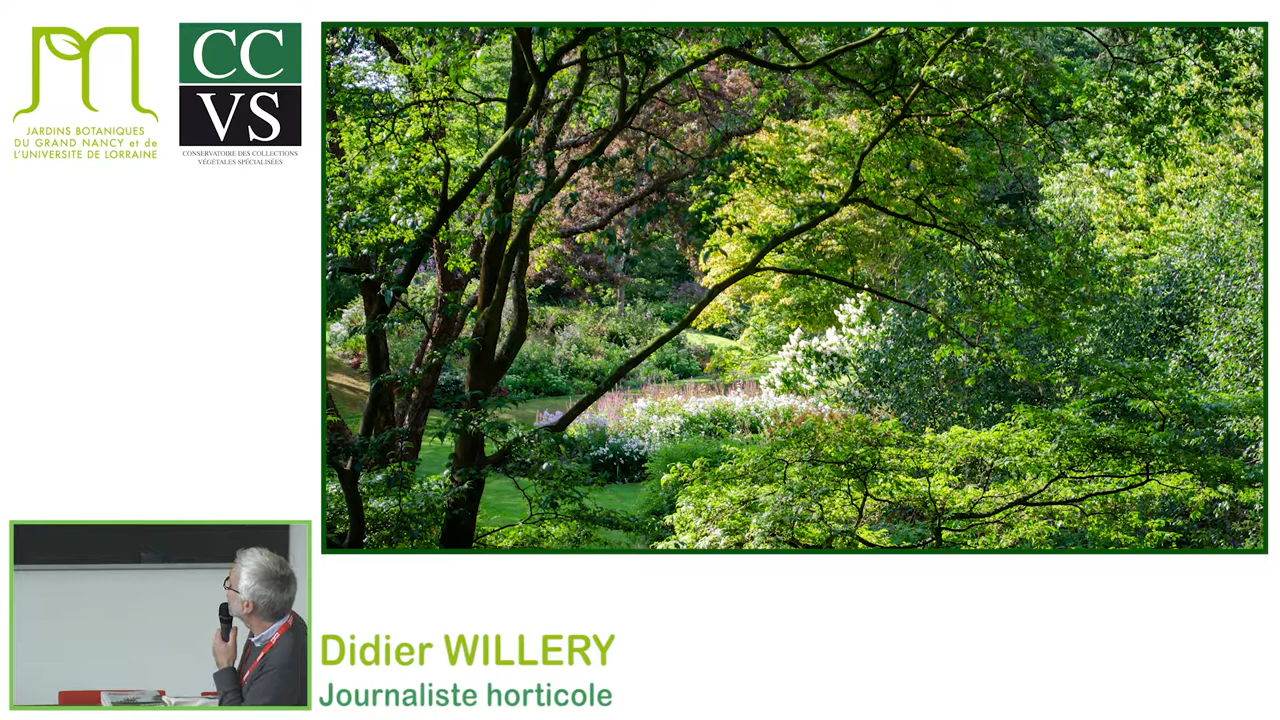 JARDINS BOTANIQUES
DU GRAND NANCY et de
L'UNIVERSITE DE LORRAINE
CC
VS
CONSERVATOIRE DES COLLECTIONS
VÉGÉTALES SPÉCIALISÉES
Didier WILLERY
Journaliste horticole